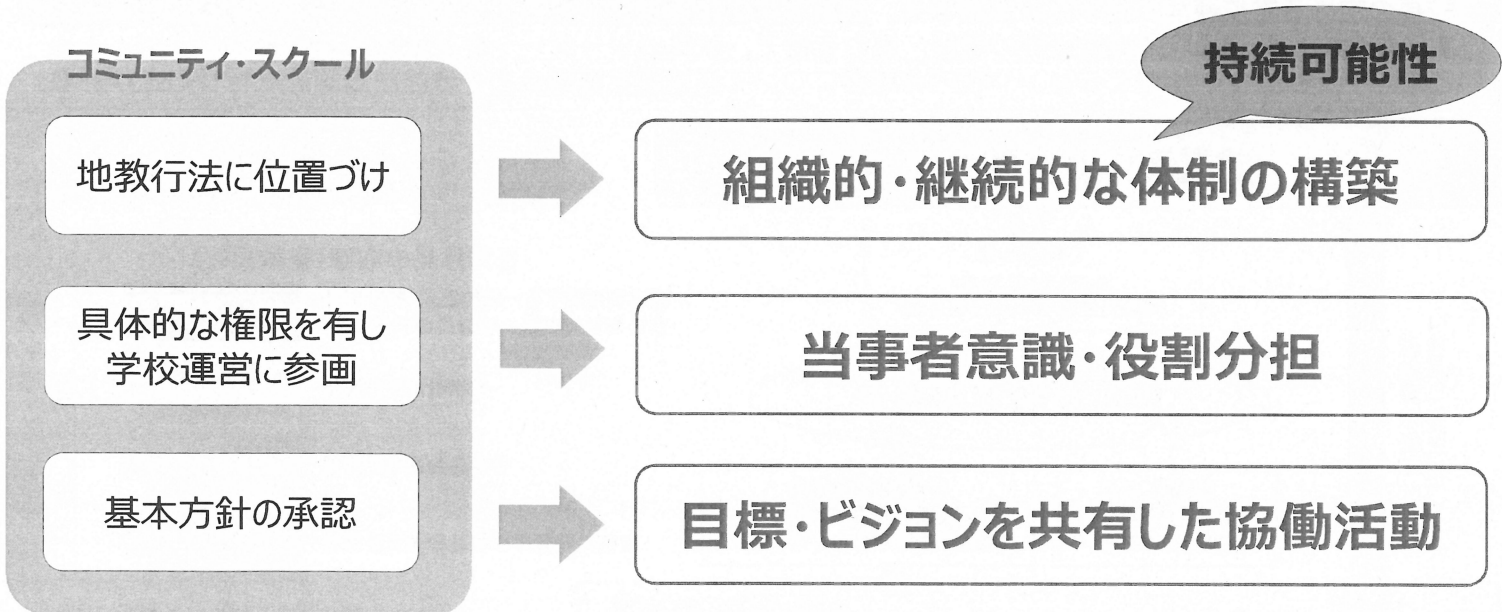 コミュニティ・スクール
持続可能性
地教行法に位置づけ
組織的・継続的な体制の構築
具体的な権限を有し
学校運営に参画
当事者意識・役割分担
基本方針の承認
目標・ビジョンを共有した協働活動